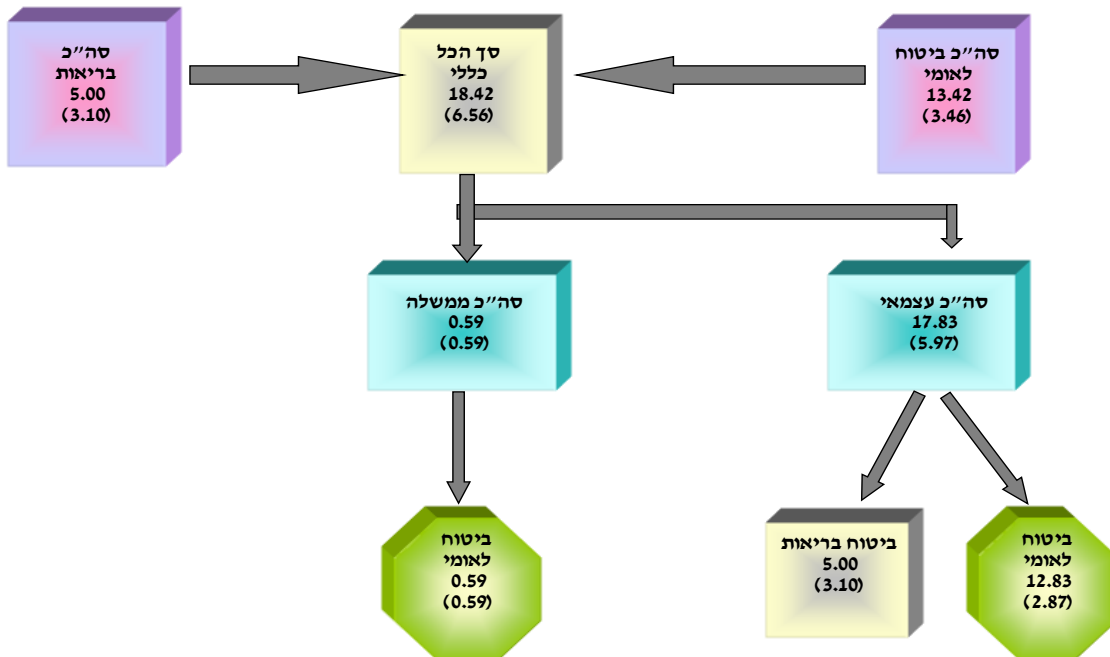 סה״כ ביטוח
לאומי
13.42
(3.46)
סך הכל
כללי
18.42
(6.56)
סה״כ
בריאות
5.00
(3.10)
סה״כ עצמאי
17.83
(5.97)
סה״כ ממשלה
0.59
(0.59)
ביטוח
לאומי
12.83
(2.87)
ביטוח בריאות
5.00
(3.10)
ביטוח
לאומי
0.59
(0.59)